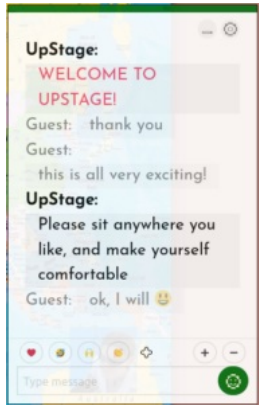 UpStage:
WELCOME TO
UPSTAGE!
Guest: thank you
Guest:
this is all very exciting!
UpStage:
Please sit anywhere you
like, and make yourself
comfortable
Guest: ok, I will 😃
Type message